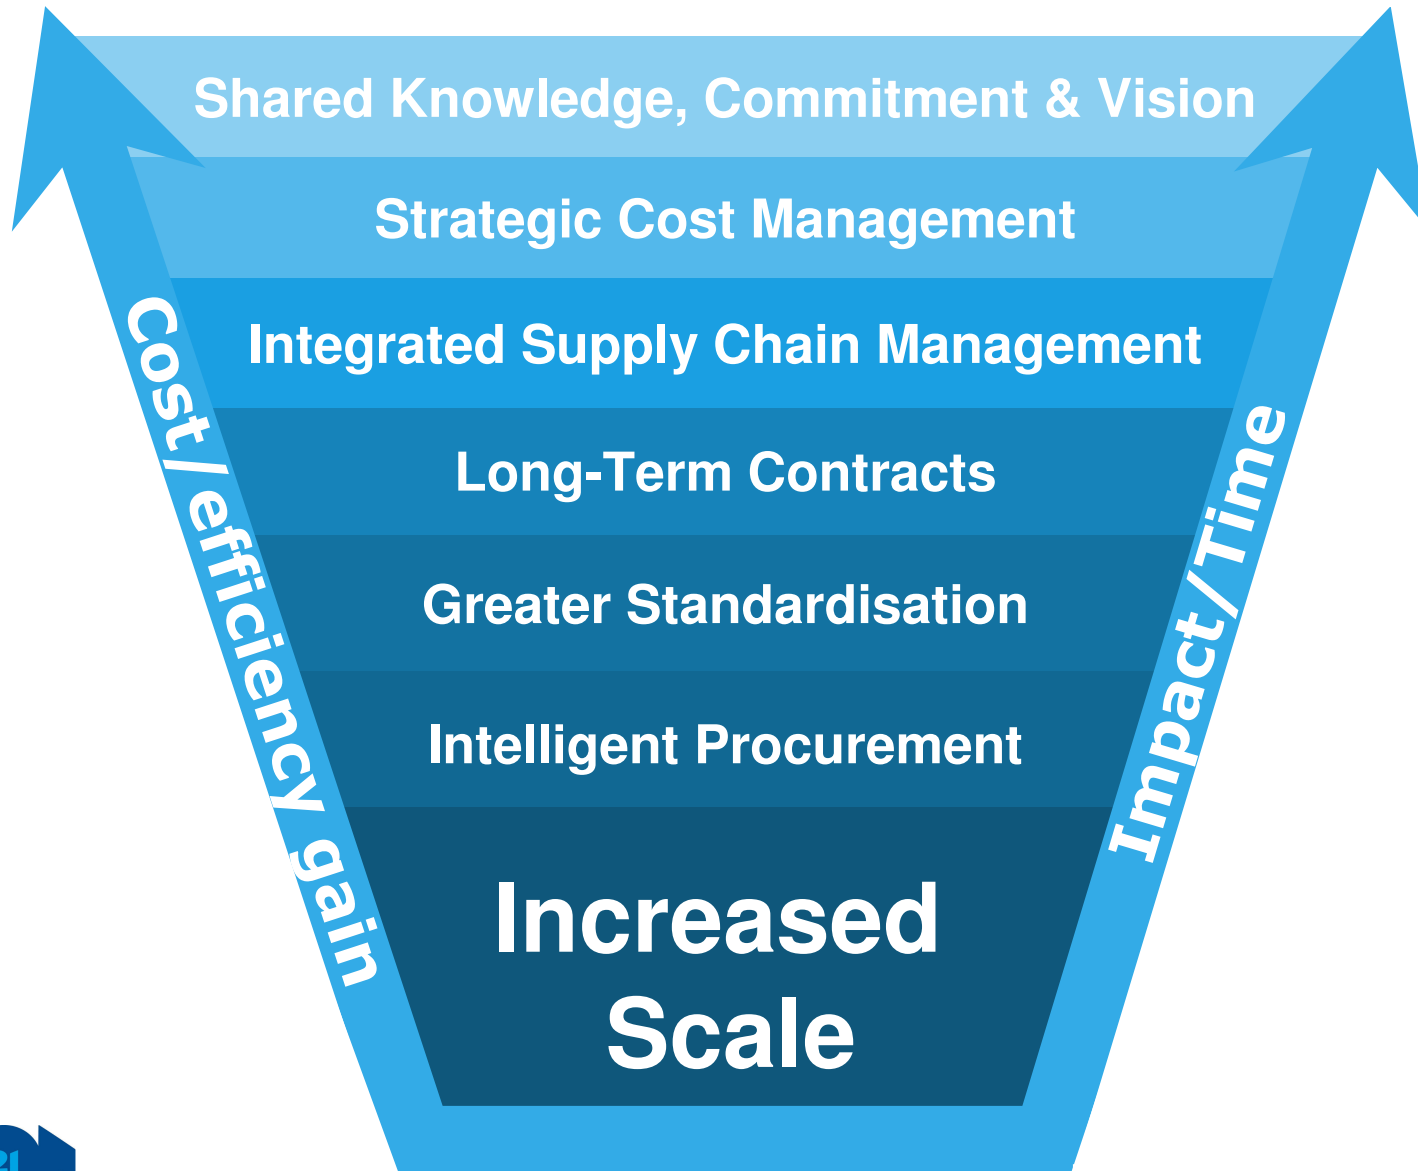 Shared Knowledge, Commitment & Vision
Strategic Cost Management
Integrated Supply Chain Management
Long-Term Contracts
Greater Standardisation
Intelligent Procurement
Increased
Scale
Cost/efficiency gain
Impact/Time
21